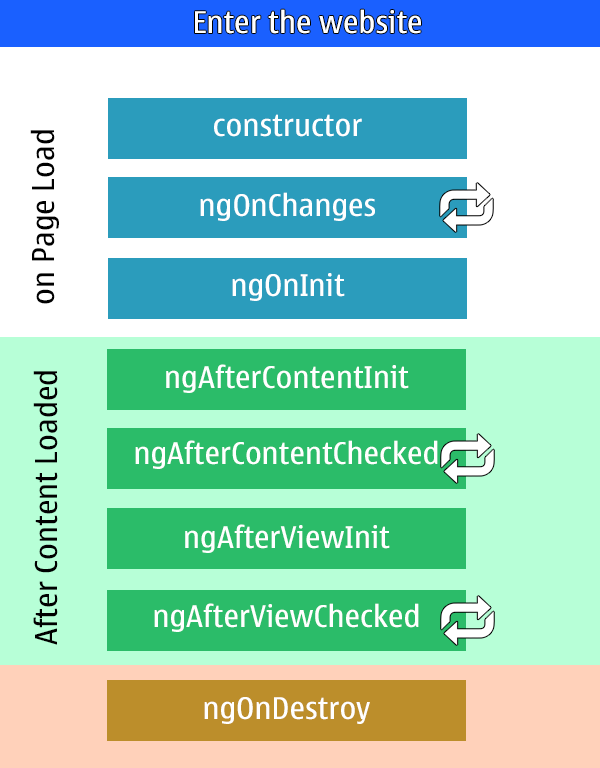 Enter the website
on Page Load
constructor
ngOnChanges
ngOnInit
After Content Loaded
ngAfterContentInit
ngAfterContentChecked
ngAfterViewInit
ngAfterViewChecked
ngOnDestroy